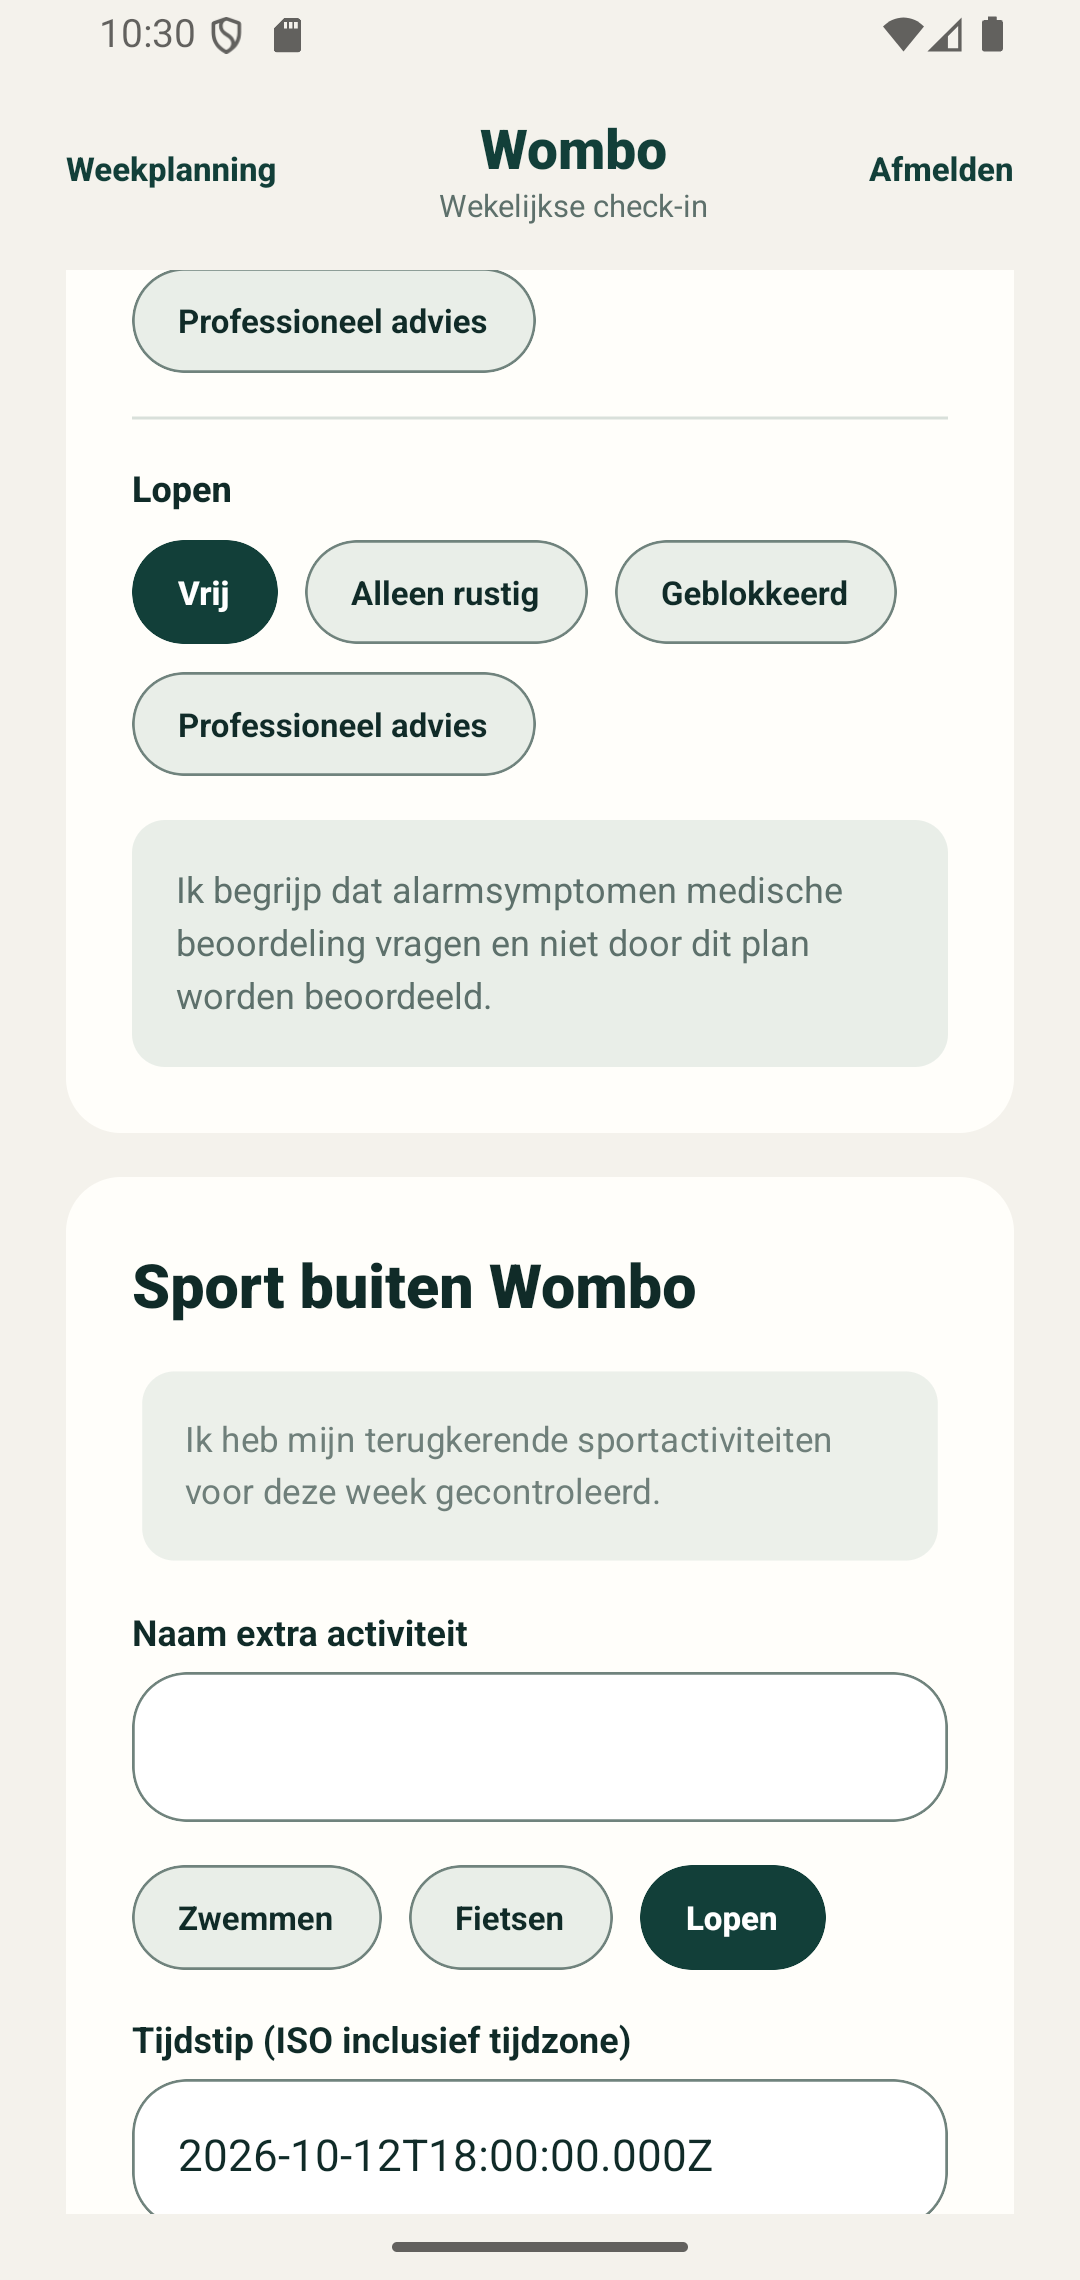 10:30
Weekplanning
Wombo
Afmelden
Wekelijkse check-in
Professioneel advies
Lopen
Vrij
Alleen rustig
Geblokkeerd
Professioneel advies
Ik begrijp dat alarmsymptomen medische
beoordeling vragen en niet door dit plan
worden beoordeeld.
Sport buiten Wombo
Ik heb mijn terugkerende sportactiviteiten
voor deze week gecontroleerd.
Naam extra activiteit
Zwemmen
Fietsen
Lopen
Tijdstip (ISO inclusief tijdzone)
2026-10-12T18:00:00.000Z